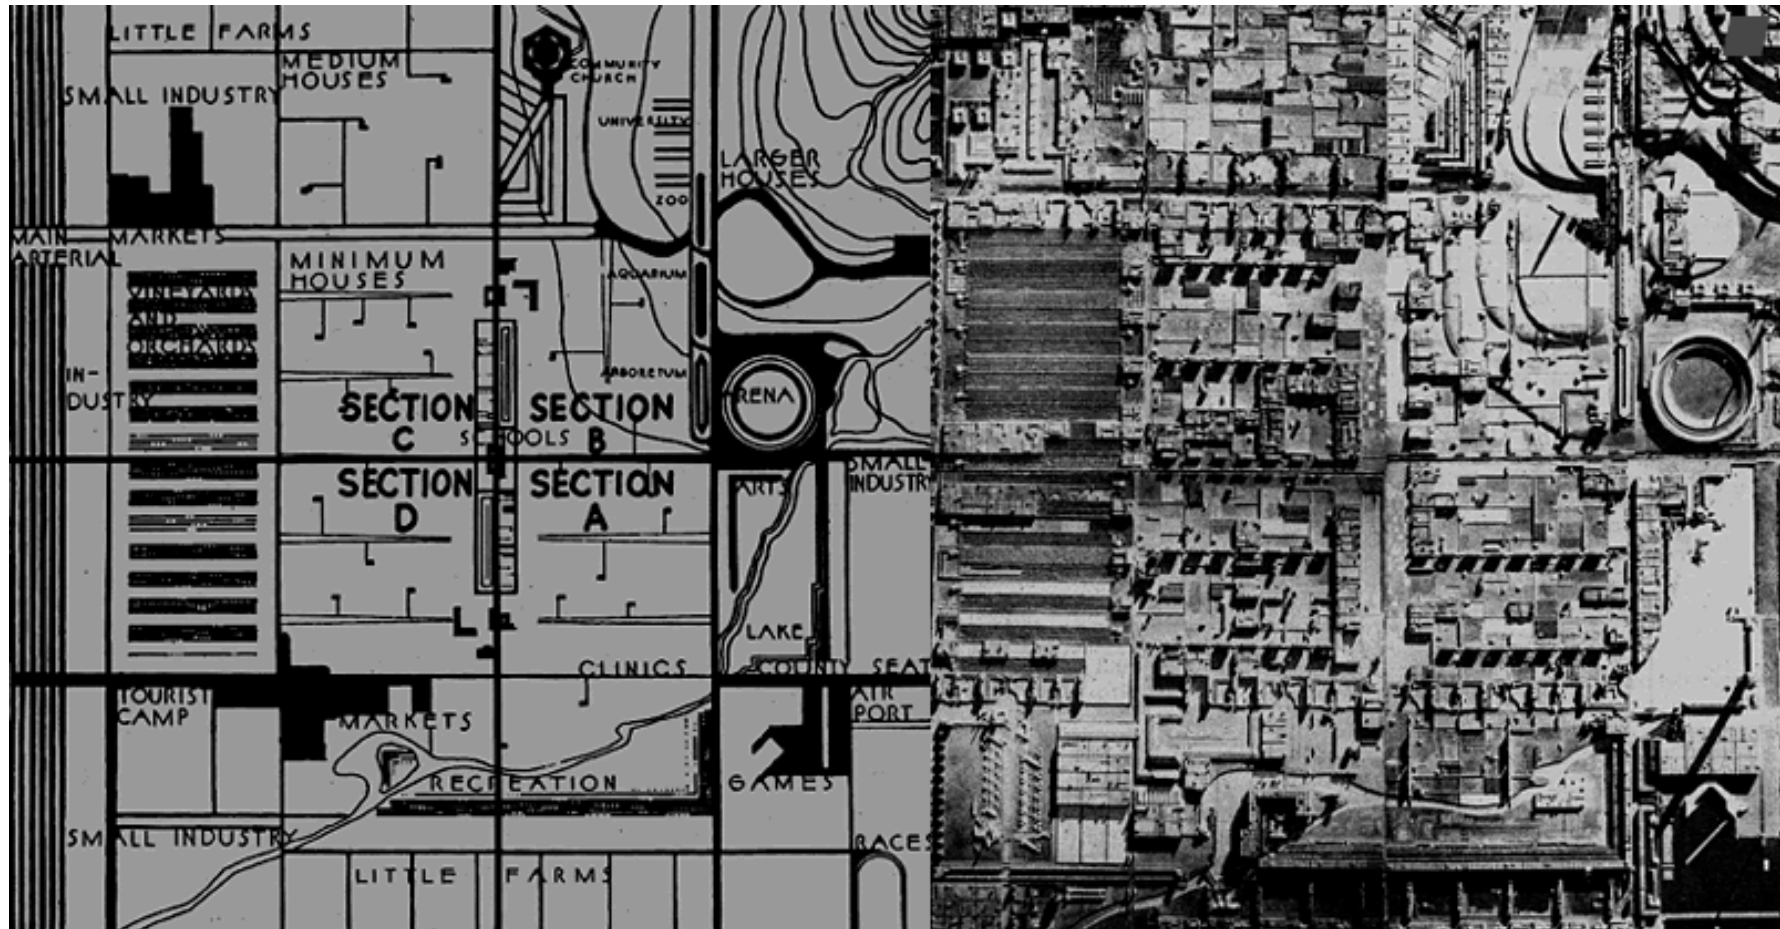 LITTLE FARMS
MEDIUM
HOUSES
COMMUNITY
CHURCH
SMALL INDUSTRY
UNIVERSITY
LARGER
HOUSES
ZOO
MAIN
ARTERIAL
MARKETS
MINIMUM
HOUSES
AQUARIUM
VINEYARDS
AND
ORCHARDS
IN-
DUSTRY
ARBORETUM
ARENA
SECTION
C
SECTION
B
SCHOOLS
SECTION
D
SECTION
A
ARTS
SMALL
INDUSTRY
LAKE
CLINICS
COUNTY SEAT
TOURIST
CAMP
MARKETS
AIR
PORT
RECREATION
GAMES
SMALL INDUSTRY
RACES
LITTLE FARMS